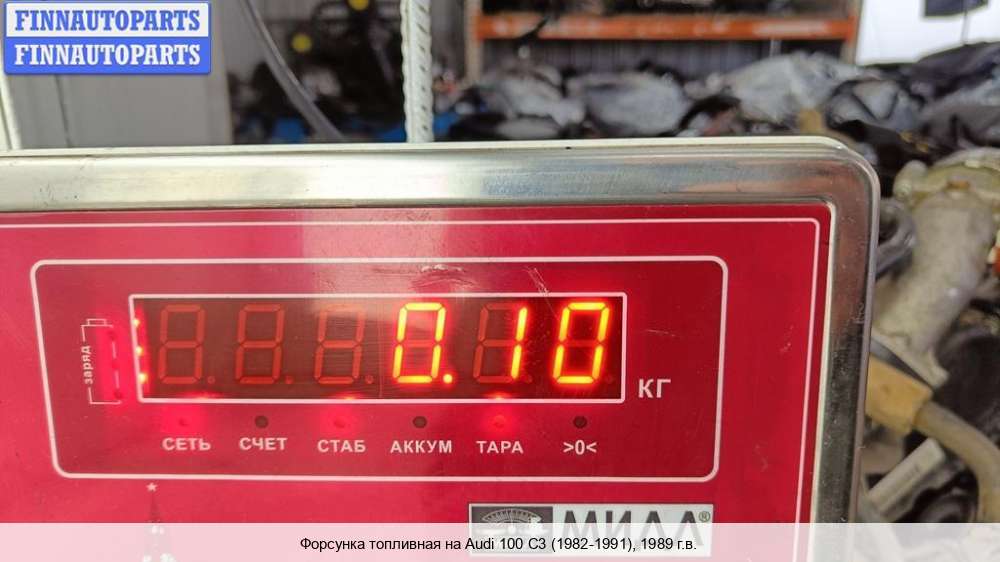 FINNAUTOPARTS
FINNAUTOPARTS
заряд
0.10
КГ
СЕТЬ СЧЕТ СТАБ АККУМ ТАРА >0<
МИДЛ®
Форсунка топливная на Audi 100 C3 (1982-1991), 1989 г.в.